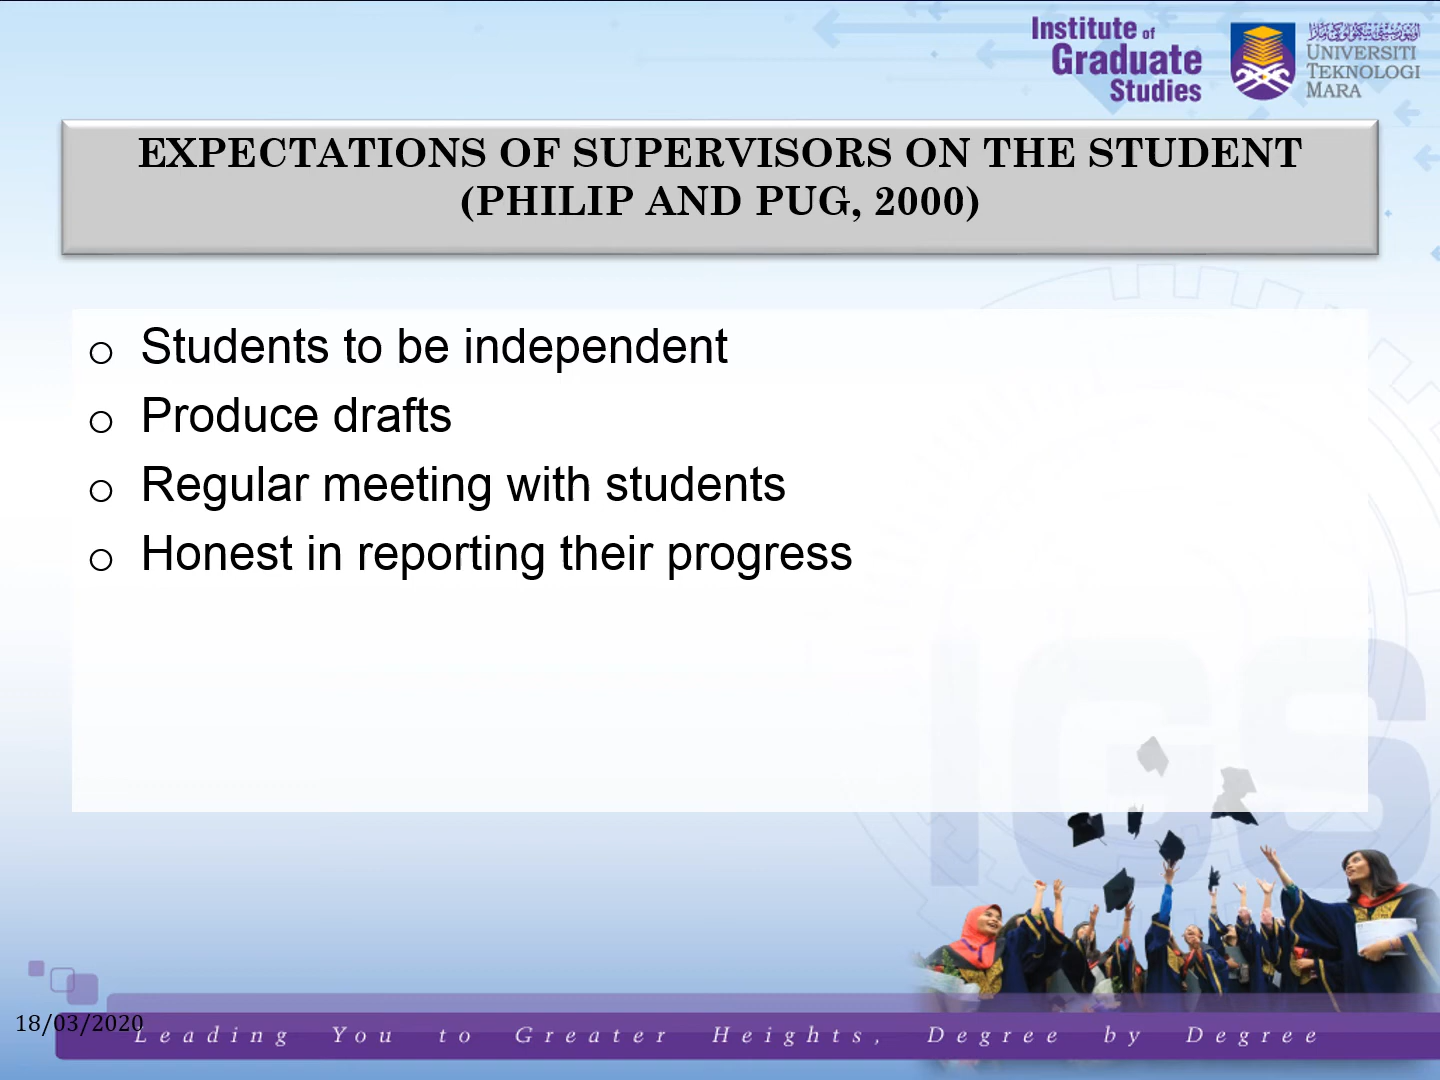 Institute of
Graduate
Studies
UNIVERSITI
TEKNOLOGI
MARA
EXPECTATIONS OF SUPERVISORS ON THE STUDENT
(PHILIP AND PUG, 2000)
o Students to be independent
o Produce drafts
o Regular meeting with students
o Honest in reporting their progress
IGS
18/03/2020
Leading You to Greater Heights, Degree by Degree